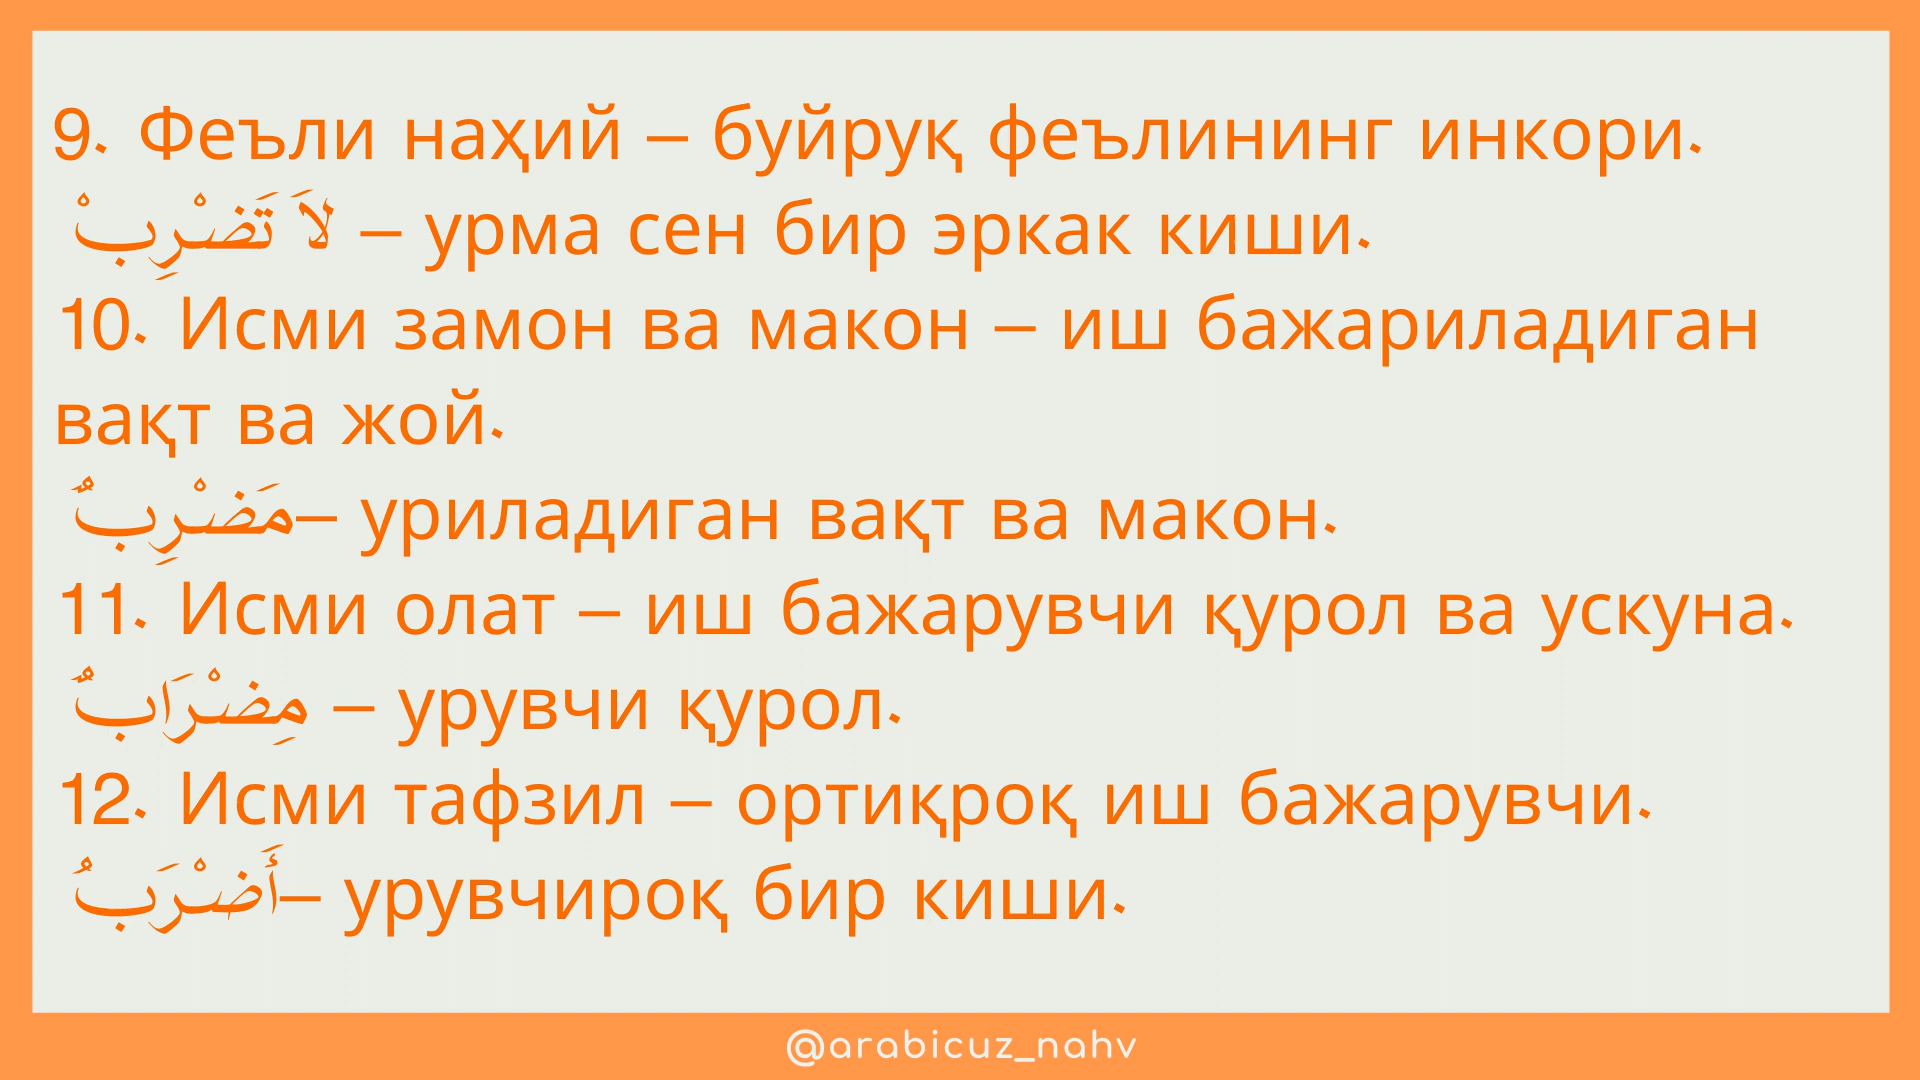 9. Феъли наҳий – буйруқ феълининг инкори.
لاَ تَضْرِبْ – урма сен бир эркак киши.
10. Исми замон ва макон – иш бажариладиган
вақт ва жой.
مَضْرِبٌ– уриладиган вақт ва макон.
11. Исми олат – иш бажарувчи қурол ва ускуна.
مِضْرَابٌ – урувчи қурол.
12. Исми тафзил – ортиқроқ иш бажарувчи.
أَضْرَبُ– урувчироқ бир киши.
@arabicuz_nahv